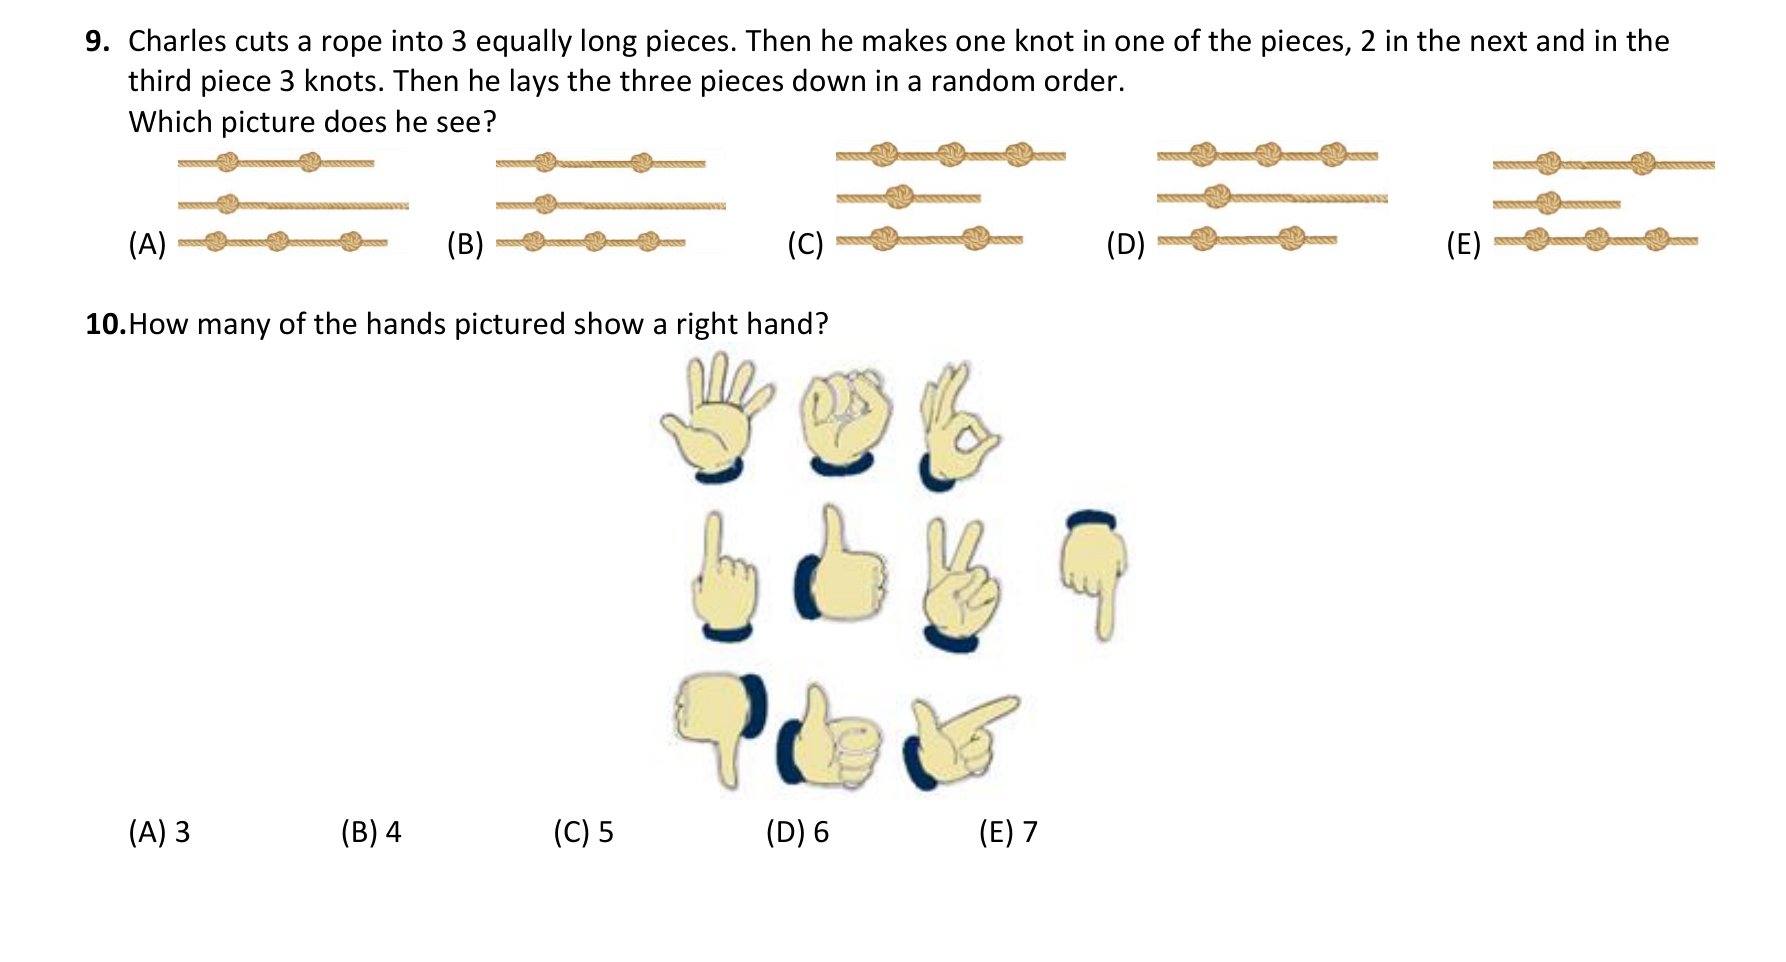 9. Charles cuts a rope into 3 equally long pieces. Then he makes one knot in one of the pieces, 2 in the next and in the
third piece 3 knots. Then he lays the three pieces down in a random order.
Which picture does he see?
(A) (B) (C) (D) (E)
10.How many of the hands pictured show a right hand?
(A) 3 (B) 4 (C) 5 (D) 6 (E) 7